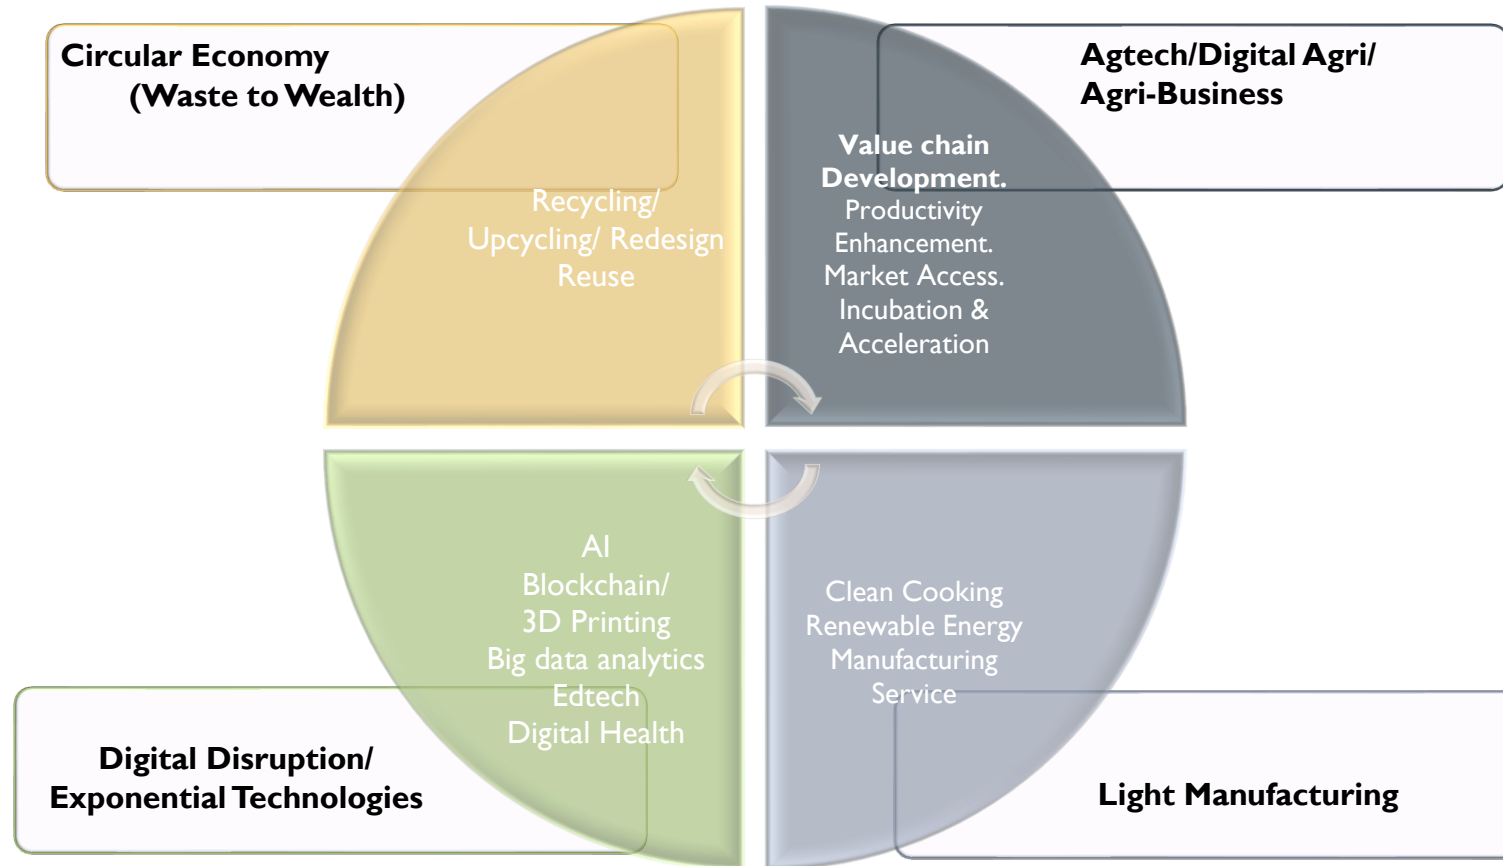 Circular Economy
(Waste to Wealth)
Recycling/
Upcycling/ Redesign
Reuse
Agtech/Digital Agri/
Agri-Business
Value chain
Development.
Productivity
Enhancement.
Market Access.
Incubation &
Acceleration
AI
Blockchain/
3D Printing
Big data analytics
Edtech
Digital Health
Digital Disruption/
Exponential Technologies
Clean Cooking
Renewable Energy
Manufacturing
Service
Light Manufacturing